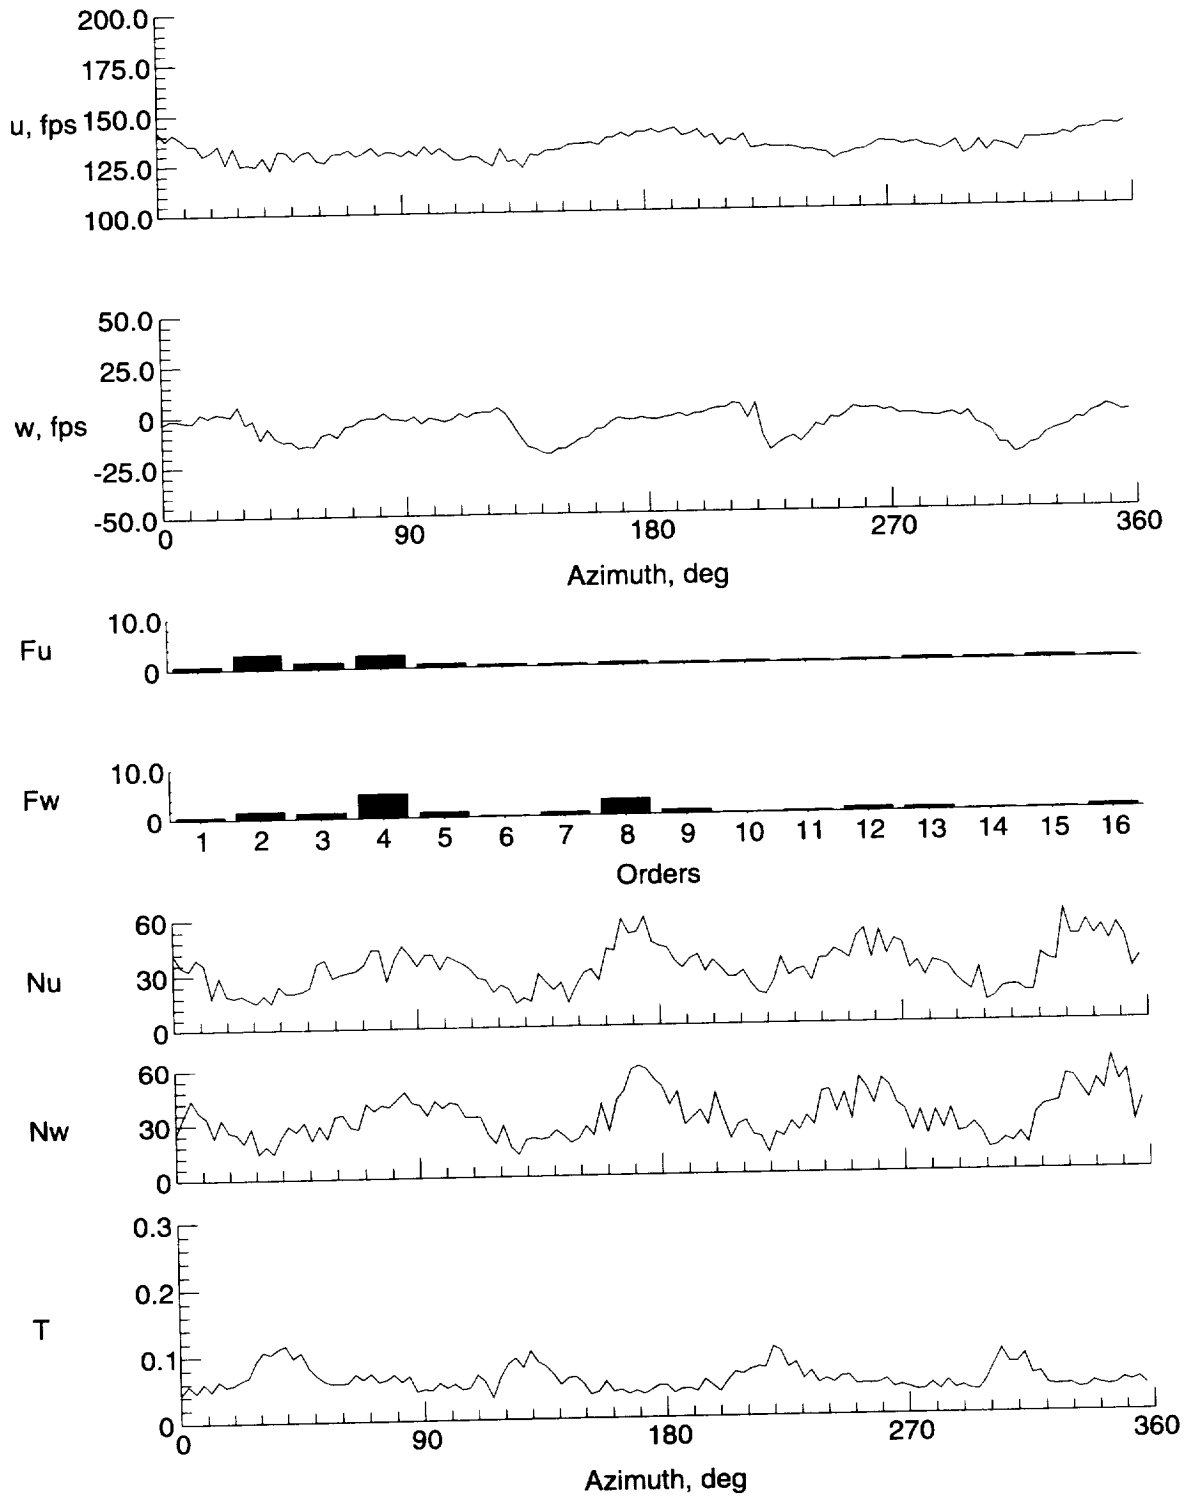 200.0
175.0
u, fps 150.0
125.0
100.0
50.0
25.0
w, fps 0
-25.0
-50.0
0 90 180 270 360
Azimuth, deg
Fu 10.0
0
Fw 10.0
0
1 2 3 4 5 6 7 8 9 10 11 12 13 14 15 16
Orders
60
Nu 30
0
60
Nw 30
0
0.3
0.2
T
0.1
0
0 90 180 270 360
Azimuth, deg